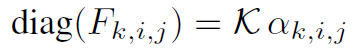 diag(F_{k,i,j}) = 𝒦 α_{k,i,j}